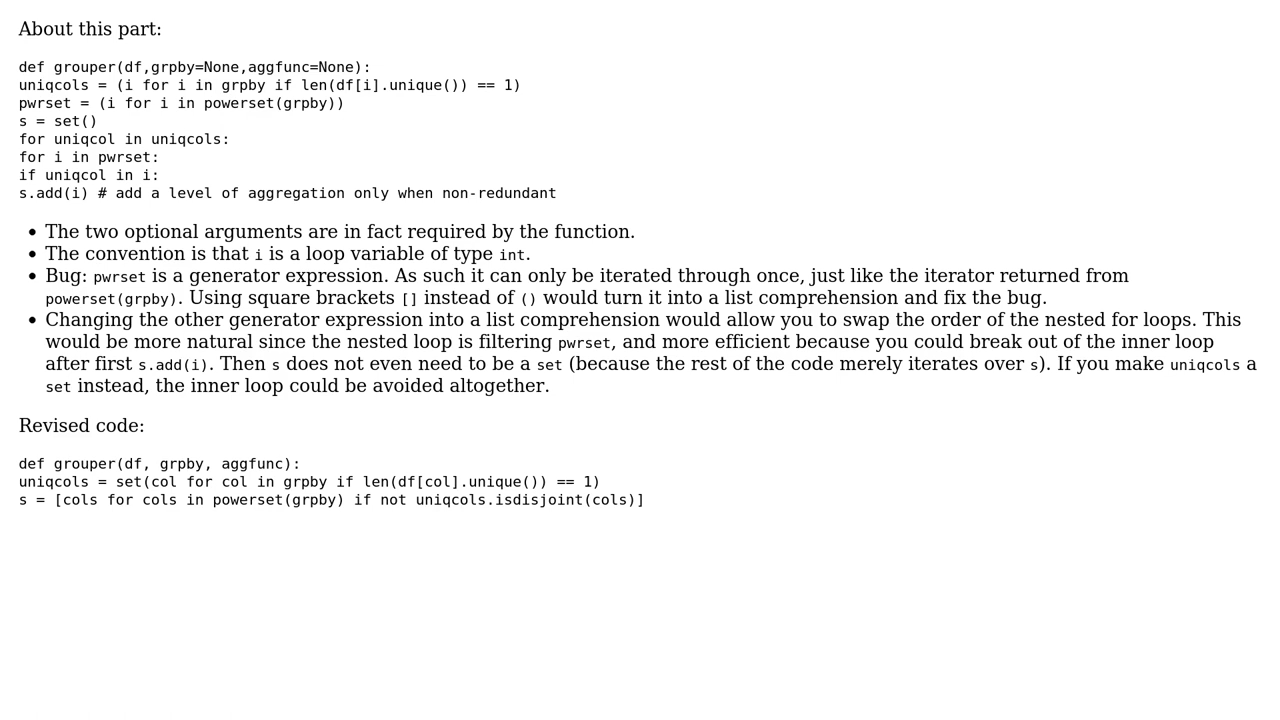 About this part:
def grouper(df,grpby=None,aggfunc=None):
uniqcols = (i for i in grpby if len(df[i].unique()) == 1)
pwrset = (i for i in powerset(grpby))
s = set()
for uniqcol in uniqcols:
for i in pwrset:
if uniqcol in i:
s.add(i) # add a level of aggregation only when non-redundant
• The two optional arguments are in fact required by the function.
• The convention is that i is a loop variable of type int.
• Bug: pwrset is a generator expression. As such it can only be iterated through once, just like the iterator returned from
powerset(grpby). Using square brackets [] instead of () would turn it into a list comprehension and fix the bug.
• Changing the other generator expression into a list comprehension would allow you to swap the order of the nested for loops. This
would be more natural since the nested loop is filtering pwrset, and more efficient because you could break out of the inner loop
after first s.add(i). Then s does not even need to be a set (because the rest of the code merely iterates over s). If you make uniqcols a
set instead, the inner loop could be avoided altogether.
Revised code:
def grouper(df, grpby, aggfunc):
uniqcols = set(col for col in grpby if len(df[col].unique()) == 1)
s = [cols for cols in powerset(grpby) if not uniqcols.isdisjoint(cols)]